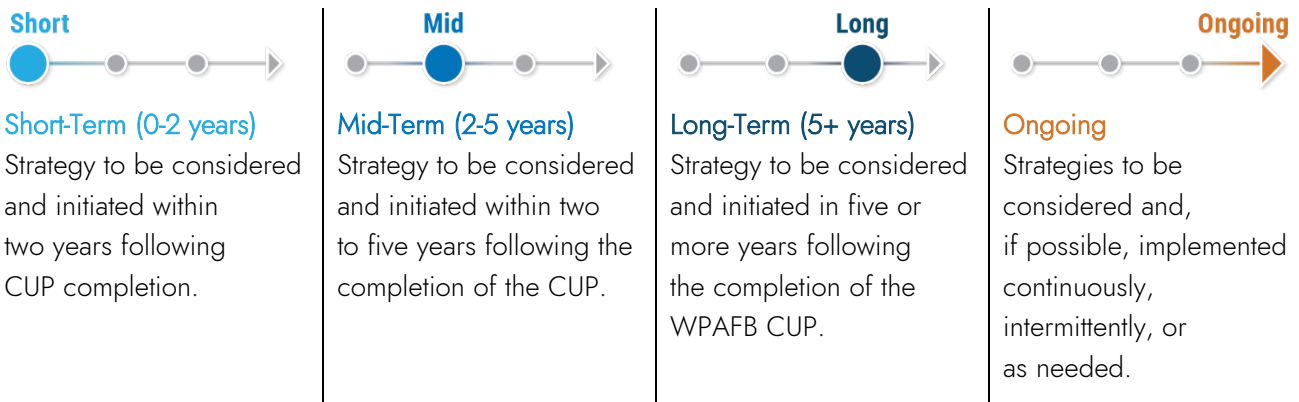 Short
Short-Term (0-2 years)
Strategy to be considered
and initiated within
two years following
CUP completion.
Mid
Mid-Term (2-5 years)
Strategy to be considered
and initiated within two
to five years following the
completion of the CUP.
Long
Long-Term (5+ years)
Strategy to be considered
and initiated in five or
more years following
the completion of the
WPAFB CUP.
Ongoing
Ongoing
Strategies to be
considered and,
if possible, implemented
continuously,
intermittently, or
as needed.